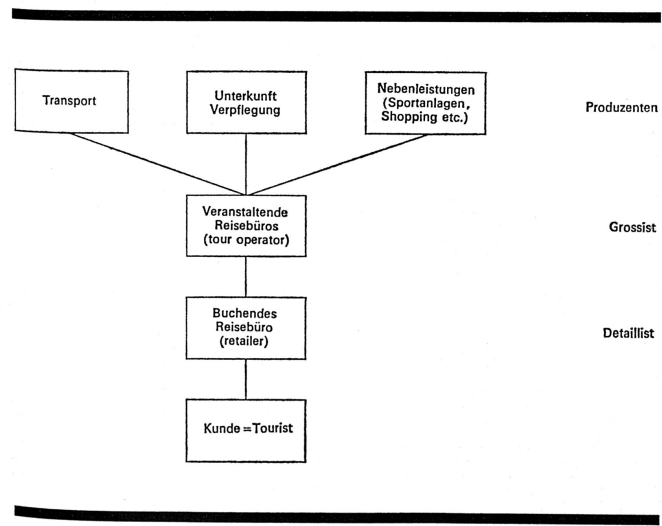 Transport
Unterkunft
Verpflegung
Nebenleistungen
(Sportanlagen,
Shopping etc.)
Produzenten
Veranstaltende
Reisebüros
(tour operator)
Grossist
Buchendes
Reisebüro
(retailer)
Detaillist
Kunde = Tourist